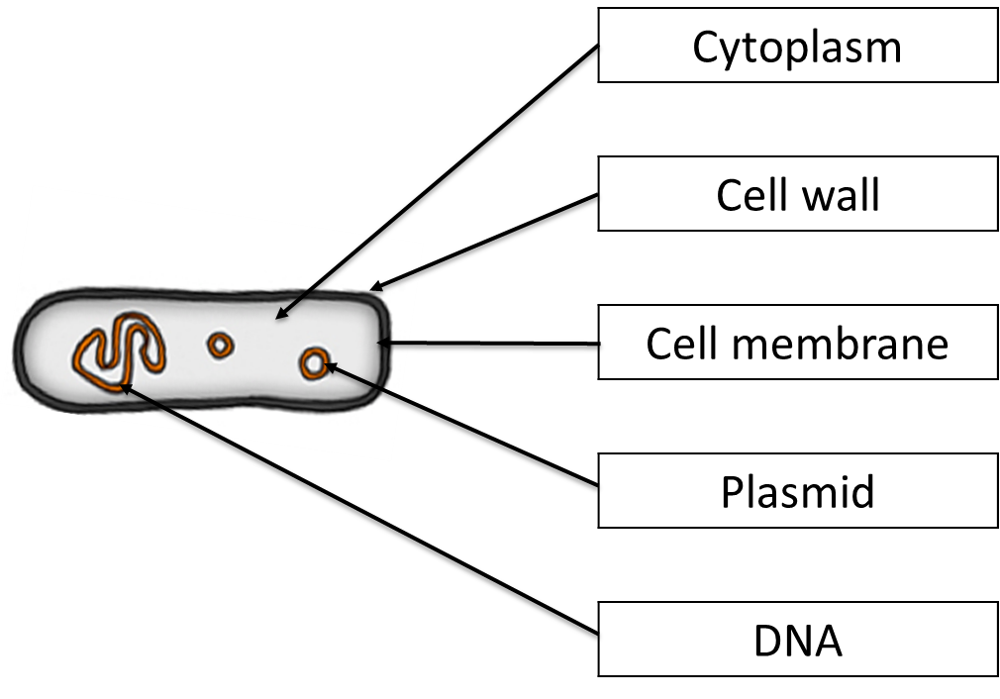 Cytoplasm
Cell wall
Cell membrane
Plasmid
DNA